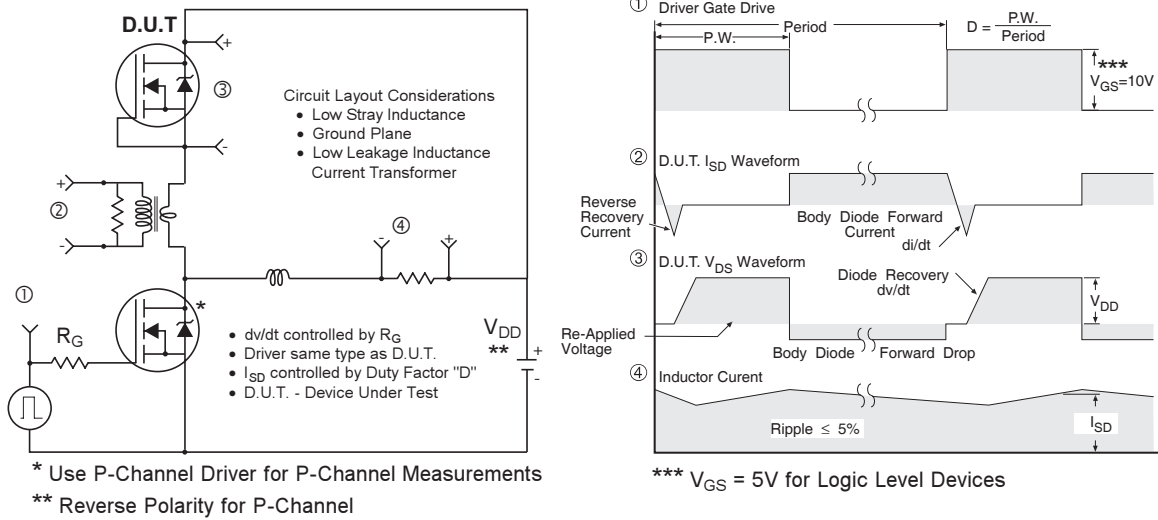 D.U.T
+
-
③
Circuit Layout Considerations
• Low Stray Inductance
• Ground Plane
• Low Leakage Inductance
Current Transformer
+
②
-
④
-
+
①
R_G
*
• dv/dt controlled by R_G
• Driver same type as D.U.T.
• I_SD controlled by Duty Factor "D"
• D.U.T. - Device Under Test
V_DD
**
+
-
* Use P-Channel Driver for P-Channel Measurements
** Reverse Polarity for P-Channel
① Driver Gate Drive
P.W.
Period
D = P.W. / Period
***
V_GS=10V
② D.U.T. I_SD Waveform
Reverse
Recovery
Current
Body Diode Forward
Current
di/dt
③ D.U.T. V_DS Waveform
Diode Recovery
dv/dt
V_DD
Re-Applied
Voltage
Body Diode Forward Drop
④ Inductor Curent
Ripple ≤ 5%
I_SD
*** V_GS = 5V for Logic Level Devices